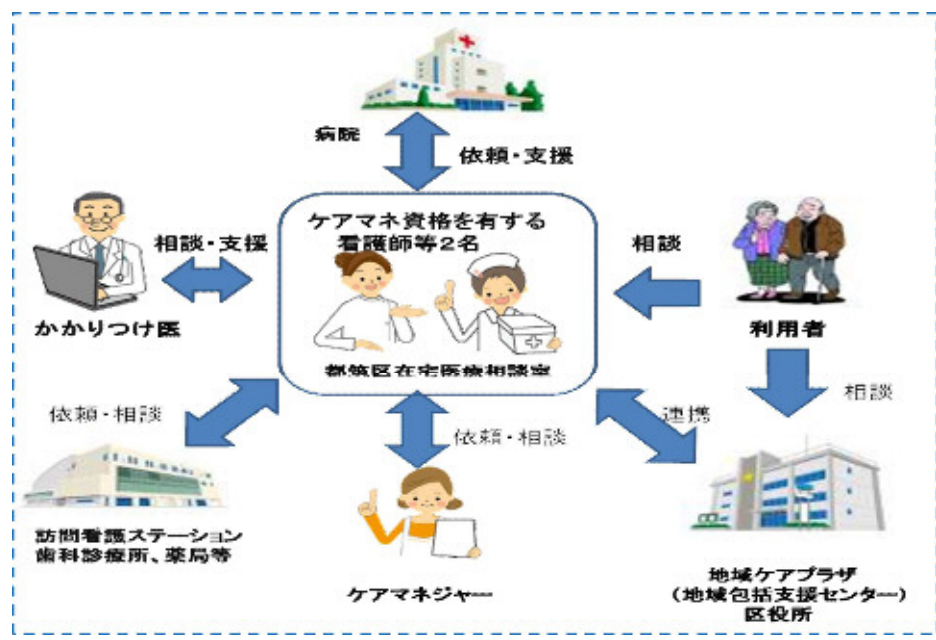 病院
依頼・支援
ケアマネ資格を有する
看護師等2名
相談・支援
相談
かかりつけ医
利用者
都筑区在宅医療相談室
依頼・相談
依頼・相談
連携
相談
訪問看護ステーション
歯科診療所、薬局等
ケアマネジャー
地域ケアプラザ
(地域包括支援センター)
区役所